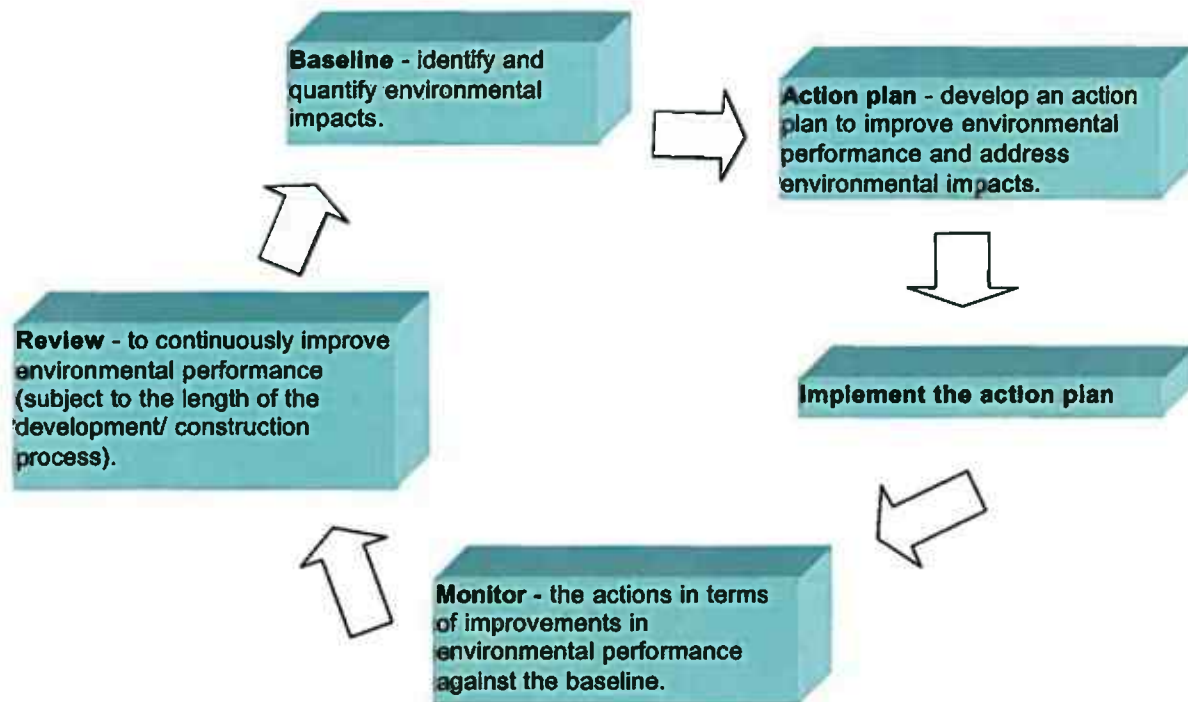 Baseline - identify and
quantify environmental
impacts.
Action plan - develop an action
plan to improve environmental
performance and address
environmental impacts.
Implement the action plan
Monitor - the actions in terms
of improvements in
environmental performance
against the baseline.
Review - to continuously improve
environmental performance
(subject to the length of the
development/ construction
process).